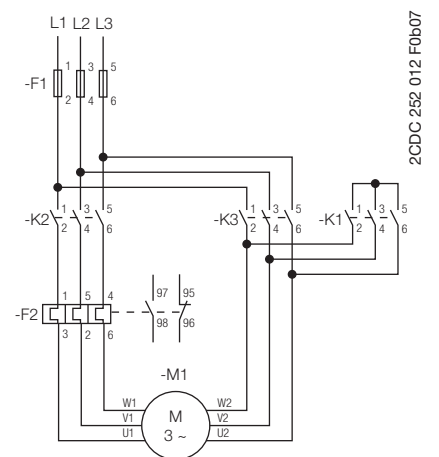 L1 L2 L3
-F1 1 3 5
2 4 6
-K2 1 3 5
2 4 6
-K3 1 3 5
2 4 6
-K1 1 3 5
2 4 6
-F2 1 5 4
3 2 6
97 95
98 96
-M1
W1 W2
V1 M V2
U1 3 ~ U2
2CDC 252 012 F0b07